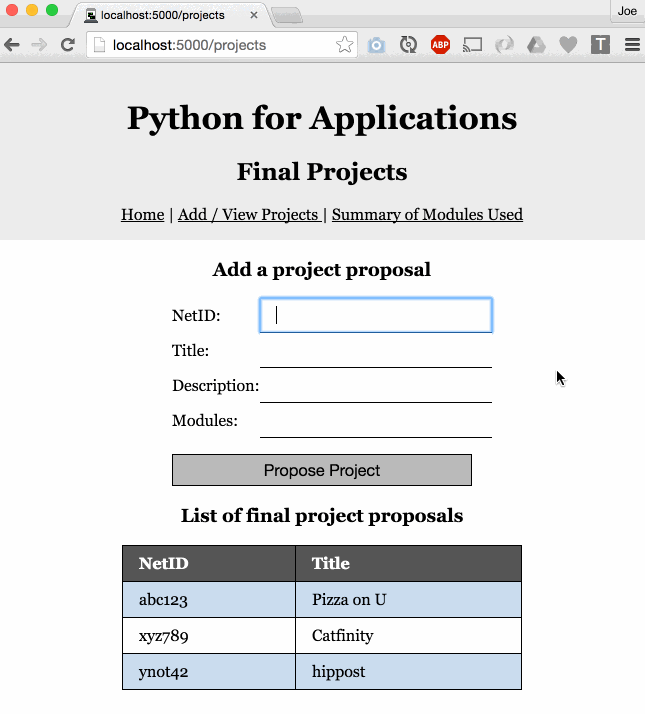 localhost:5000/projects
Joe
localhost:5000/projects
ABP
T
Python for Applications
Final Projects
Home | Add / View Projects | Summary of Modules Used
Add a project proposal
NetID:
Title:
Description:
Modules:
Propose Project
List of final project proposals
NetID Title
abc123 Pizza on U
xyz789 Catfinity
ynot42 hippost